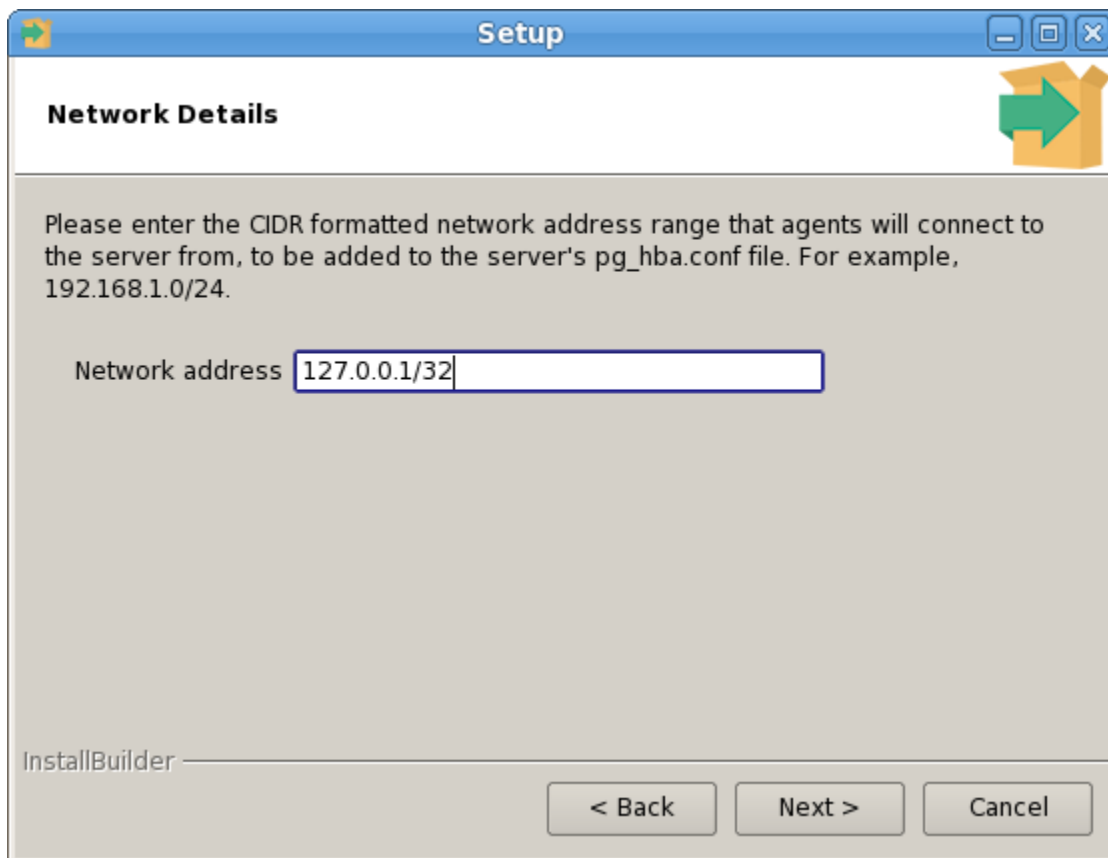 Setup
Network Details
Please enter the CIDR formatted network address range that agents will connect to
the server from, to be added to the server's pg_hba.conf file. For example,
192.168.1.0/24.
Network address 127.0.0.1/32
InstallBuilder
< Back Next > Cancel